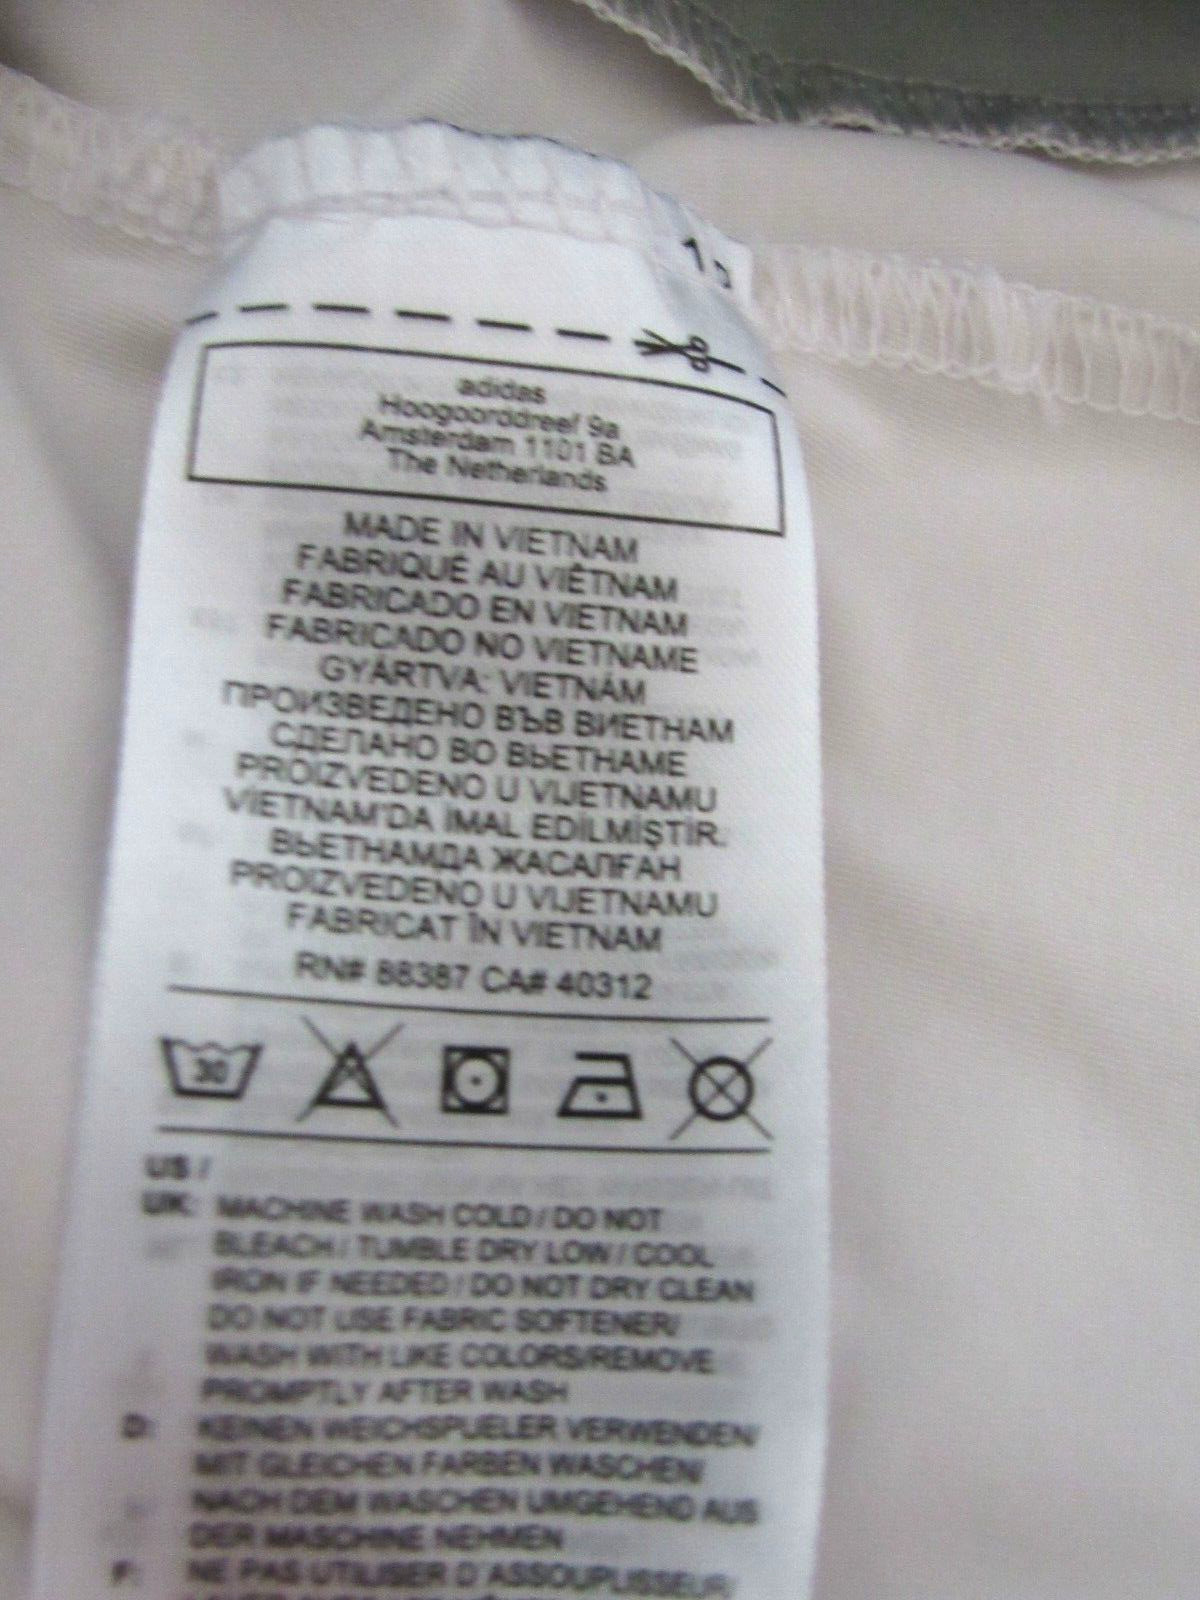 adidas
Hoogoorddreef 9a
Amsterdam 1101 BA
The Netherlands
MADE IN VIETNAM
FABRIQUÉ AU VIÊTNAM
FABRICADO EN VIETNAM
FABRICADO NO VIETNAME
GYÁRTVA: VIETNÁM
ПРОИЗВЕДЕНО ВЪВ ВИЕТНАМ
СДЕЛАНО ВО ВЬЕТНАМЕ
PROIZVEDENO U VIJETNAMU
VİETNAM'DA İMAL EDİLMİŞTİR.
ВЬЕТНАМДА ЖАСАЛҒАН
PROIZVEDENO U VIJETNAMU
FABRICAT ÎN VIETNAM
RN# 88387 CA# 40312
30
US /
UK: MACHINE WASH COLD / DO NOT
BLEACH / TUMBLE DRY LOW / COOL
IRON IF NEEDED / DO NOT DRY CLEAN
DO NOT USE FABRIC SOFTENER/
WASH WITH LIKE COLORS/REMOVE
PROMPTLY AFTER WASH
D: KEINEN WEICHSPUELER VERWENDEN/
MIT GLEICHEN FARBEN WASCHEN/
NACH DEM WASCHEN UMGEHEND AUS
DER MASCHINE NEHMEN
F: NE PAS UTILISER D'ASSOUPLISSEUR/